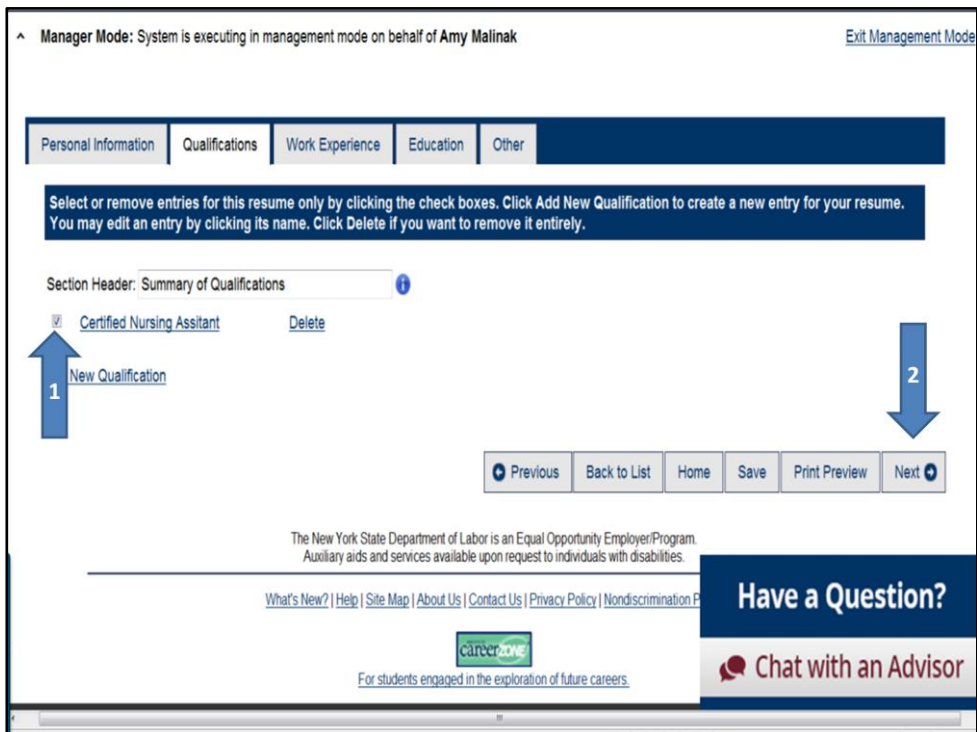 Manager Mode: System is executing in management mode on behalf of Amy Malinak
Exit Management Mode
Personal Information
Qualifications
Work Experience
Education
Other
Select or remove entries for this resume only by clicking the check boxes. Click Add New Qualification to create a new entry for your resume.
You may edit an entry by clicking its name. Click Delete if you want to remove it entirely.
Section Header: Summary of Qualifications
Certified Nursing Assitant Delete
1
New Qualification
2
Previous
Back to List
Home
Save
Print Preview
Next
The New York State Department of Labor is an Equal Opportunity Employer/Program.
Auxiliary aids and services available upon request to individuals with disabilities.
What's New? | Help | Site Map | About Us | Contact Us | Privacy Policy | Nondiscrimination P
Have a Question?
Chat with an Advisor
careerzone
For students engaged in the exploration of future careers.